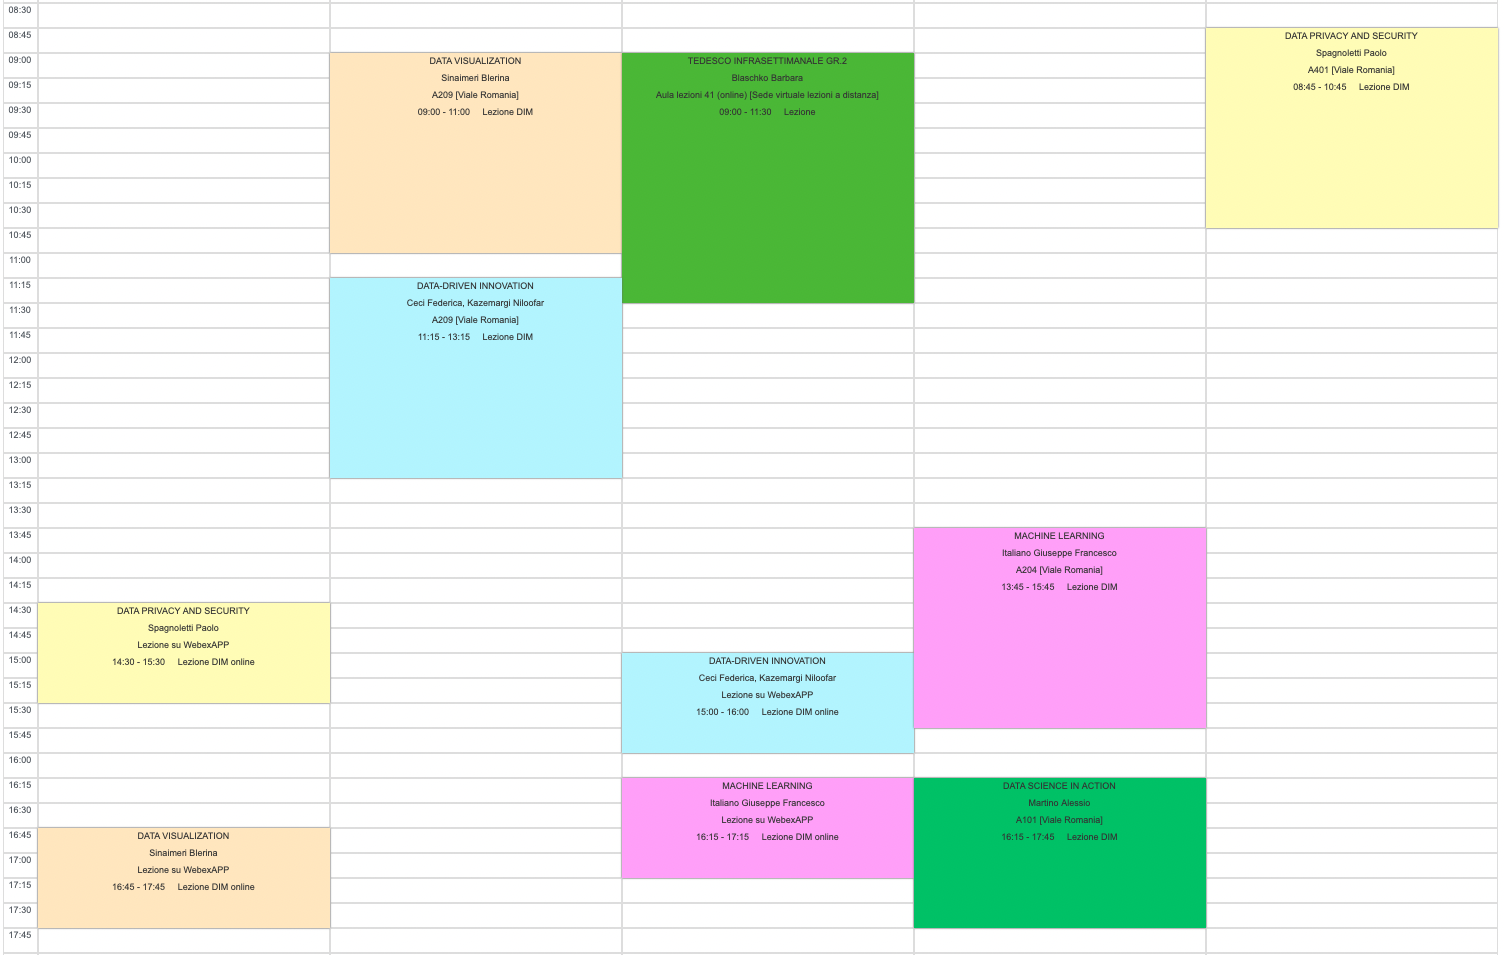 08:30
08:45
09:00
09:15
09:30
09:45
10:00
10:15
10:30
10:45
11:00
11:15
11:30
11:45
12:00
12:15
12:30
12:45
13:00
13:15
13:30
13:45
14:00
14:15
14:30
14:45
15:00
15:15
15:30
15:45
16:00
16:15
16:30
16:45
17:00
17:15
17:30
17:45
DATA PRIVACY AND SECURITY
Spagnoletti Paolo
Lezione su WebexAPP
14:30 - 15:30 Lezione DIM online
DATA VISUALIZATION
Sinaimeri Blerina
Lezione su WebexAPP
16:45 - 17:45 Lezione DIM online
DATA VISUALIZATION
Sinaimeri Blerina
A209 [Viale Romania]
09:00 - 11:00 Lezione DIM
DATA-DRIVEN INNOVATION
Ceci Federica, Kazemargi Niloofar
A209 [Viale Romania]
11:15 - 13:15 Lezione DIM
TEDESCO INFRASETTIMANALE GR.2
Blaschko Barbara
Aula lezioni 41 (online) [Sede virtuale lezioni a distanza]
09:00 - 11:30 Lezione
DATA-DRIVEN INNOVATION
Ceci Federica, Kazemargi Niloofar
Lezione su WebexAPP
15:00 - 16:00 Lezione DIM online
MACHINE LEARNING
Italiano Giuseppe Francesco
Lezione su WebexAPP
16:15 - 17:15 Lezione DIM online
MACHINE LEARNING
Italiano Giuseppe Francesco
A204 [Viale Romania]
13:45 - 15:45 Lezione DIM
DATA SCIENCE IN ACTION
Martino Alessio
A101 [Viale Romania]
16:15 - 17:45 Lezione DIM
DATA PRIVACY AND SECURITY
Spagnoletti Paolo
A401 [Viale Romania]
08:45 - 10:45 Lezione DIM